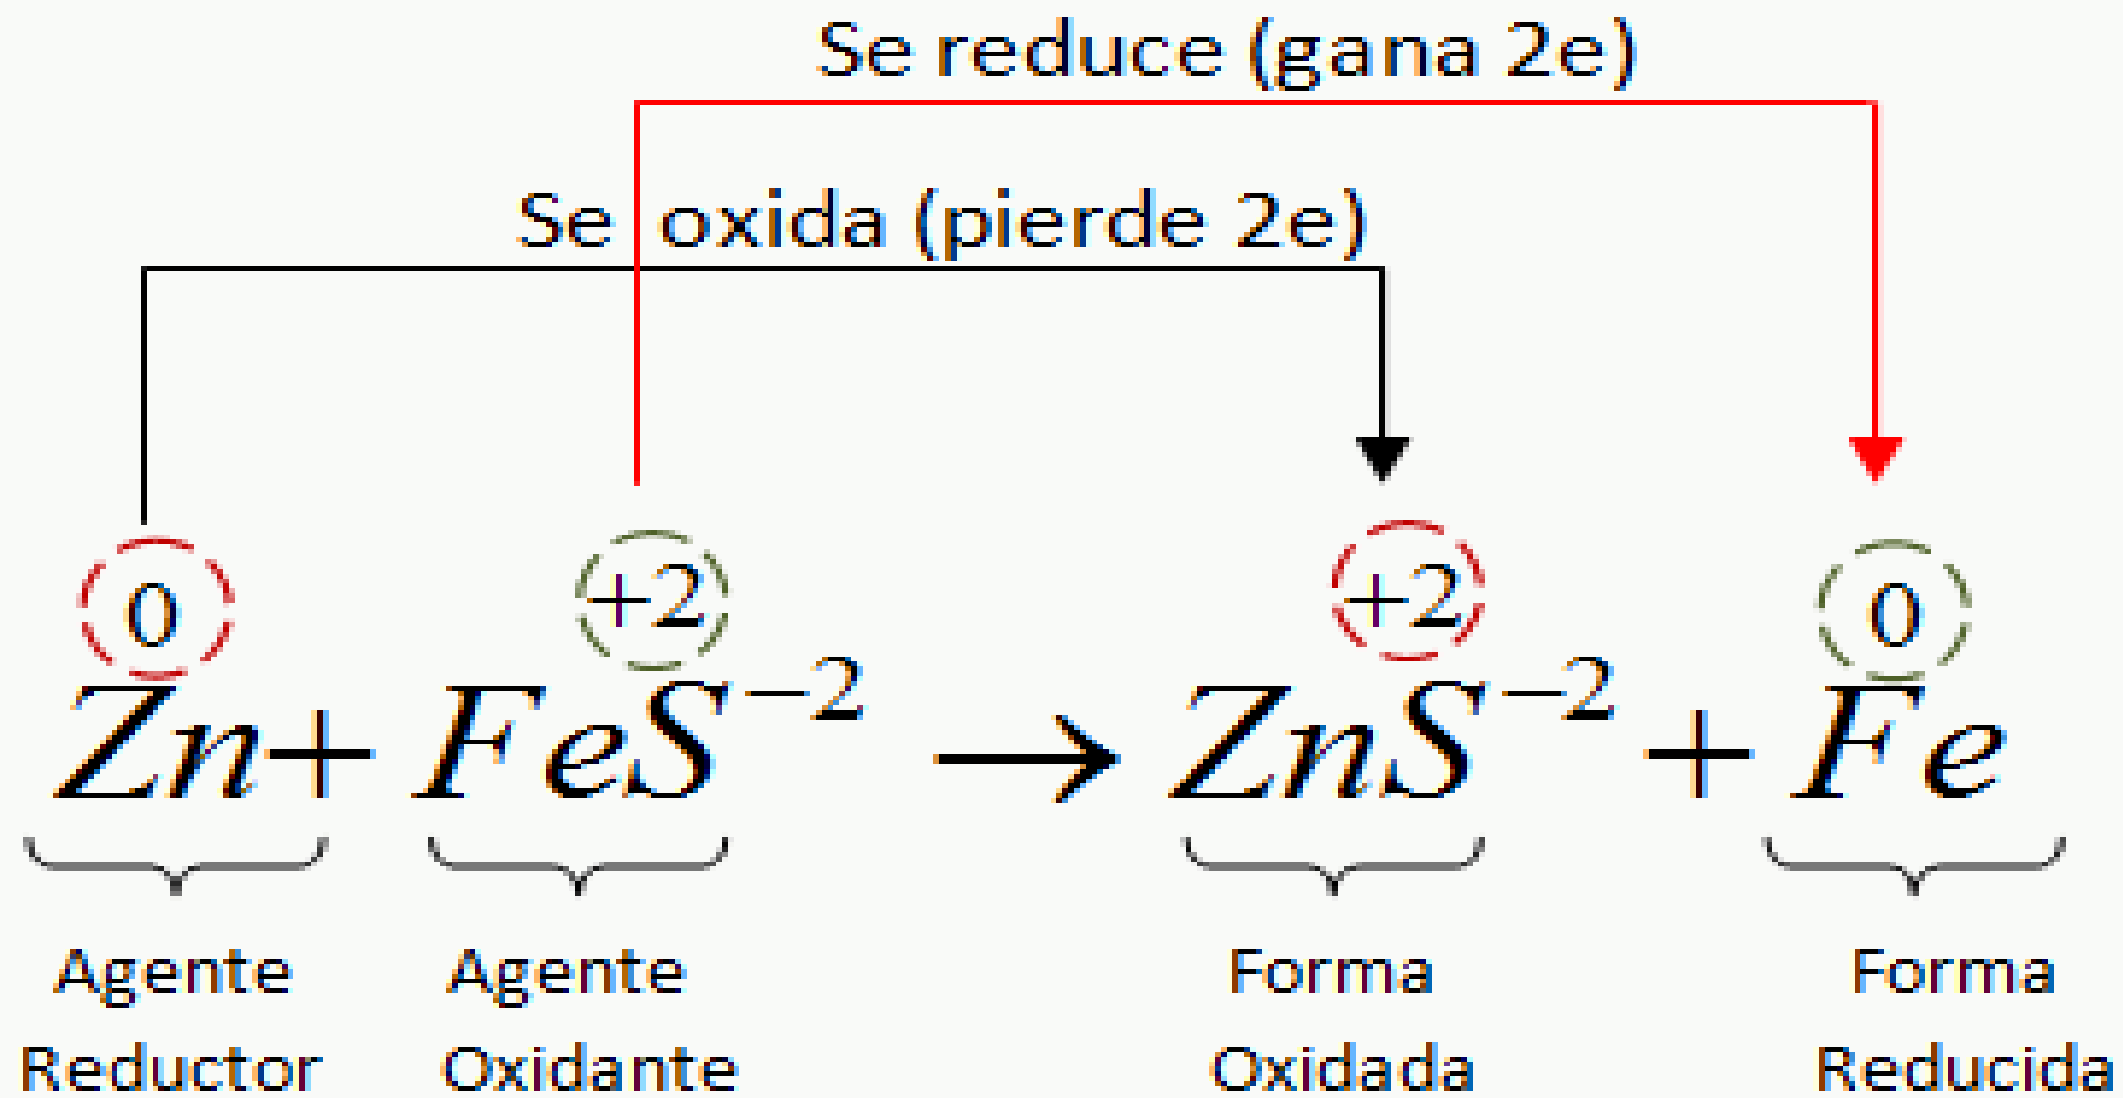 Se reduce (gana 2e)
Se oxida (pierde 2e)
0 +2 +2 0
Zn + FeS⁻² → ZnS⁻² + Fe
Agente Agente Forma Forma
Reductor Oxidante Oxidada Reducida